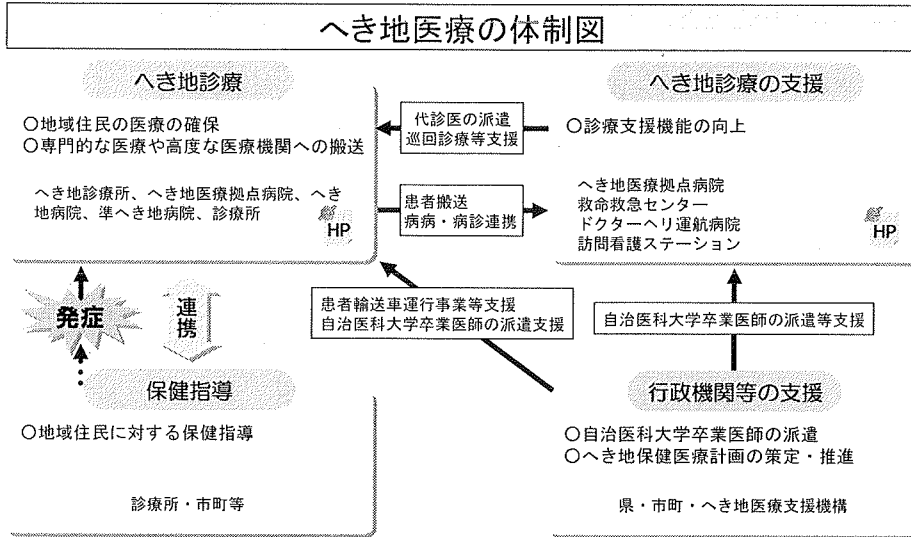 へき地医療の体制図
へき地診療
○地域住民の医療の確保
○専門的な医療や高度な医療機関への搬送
へき地診療所、へき地医療拠点病院、へき
地病院、準へき地病院、診療所
HP
代診医の派遣
巡回診療等支援
患者搬送
病病・病診連携
へき地診療の支援
○診療支援機能の向上
へき地医療拠点病院
救命救急センター
ドクターヘリ運航病院
訪問看護ステーション
HP
発症
連携
患者輸送車運行事業等支援
自治医科大学卒業医師の派遣支援
自治医科大学卒業医師の派遣等支援
保健指導
○地域住民に対する保健指導
診療所・市町等
行政機関等の支援
○自治医科大学卒業医師の派遣
○へき地保健医療計画の策定・推進
県・市町・へき地医療支援機構